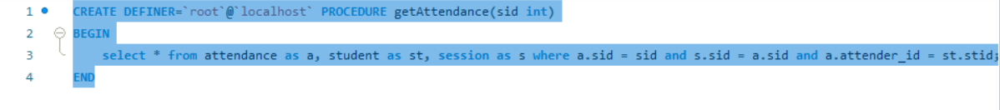 1 CREATE DEFINER=`root`@`localhost` PROCEDURE getAttendance(sid int)
2 BEGIN
3 select * from attendance as a, student as st, session as s where a.sid = sid and s.sid = a.sid and a.attender_id = st.stid;
4 END